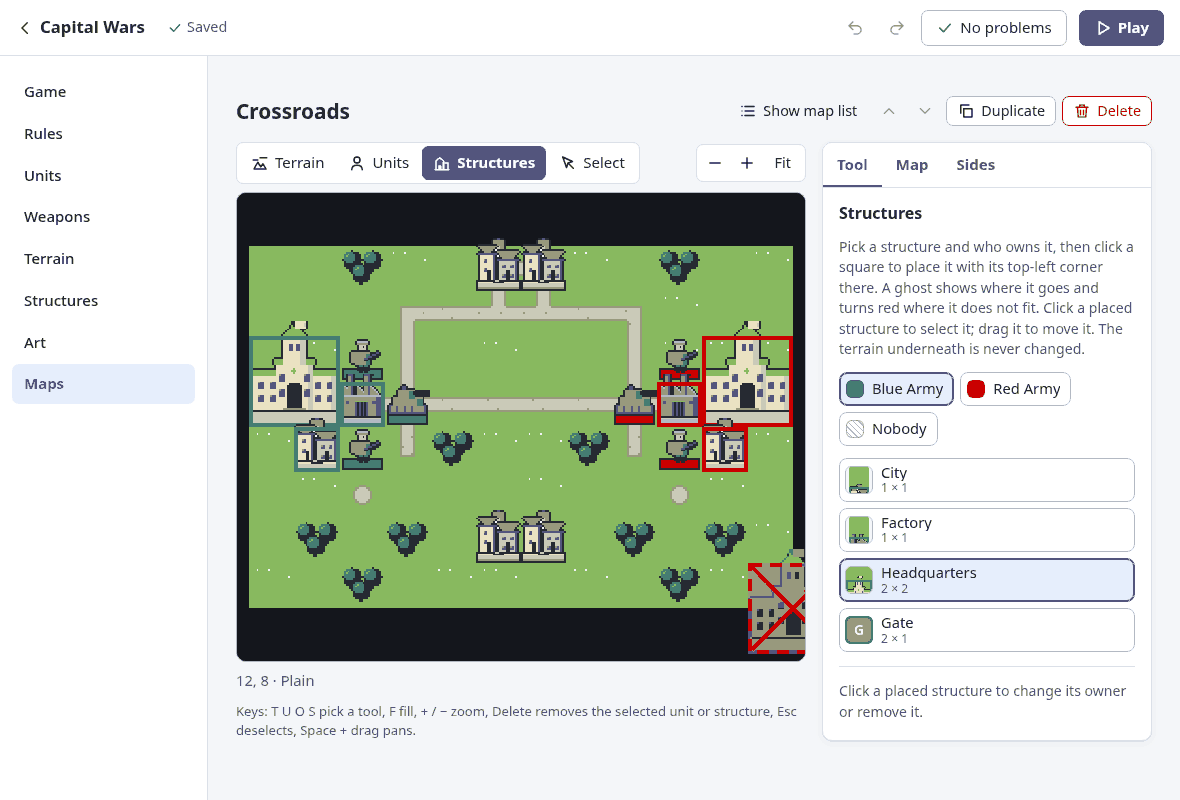 Capital Wars
Saved
No problems
Play
Game
Rules
Units
Weapons
Terrain
Structures
Art
Maps
Crossroads
Show map list
Duplicate
Delete
Terrain
Units
Structures
Select
Fit
Tool
Map
Sides
Structures
Pick a structure and who owns it, then click a
square to place it with its top-left corner
there. A ghost shows where it goes and
turns red where it does not fit. Click a placed
structure to select it; drag it to move it. The
terrain underneath is never changed.
Blue Army
Red Army
Nobody
City
1 × 1
Factory
1 × 1
Headquarters
2 × 2
G
Gate
2 × 1
Click a placed structure to change its owner
or remove it.
12, 8 · Plain
Keys: T U O S pick a tool, F fill, + / − zoom, Delete removes the selected unit or structure, Esc
deselects, Space + drag pans.